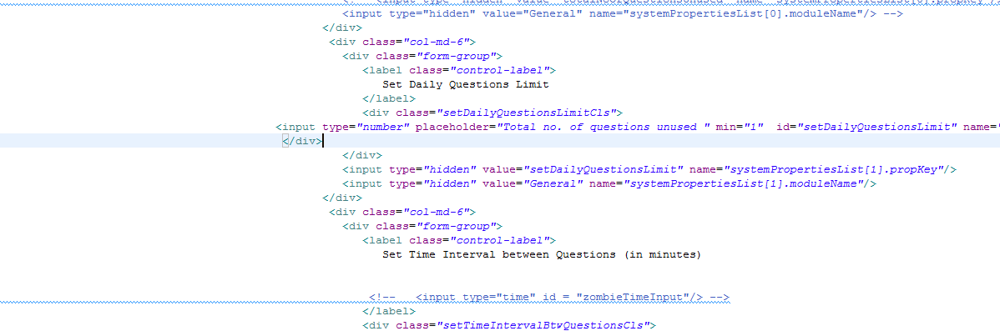 <input type="hidden" value="General" name="systemPropertiesList[0].moduleName"/> -->
</div>
<div class="col-md-6">
<div class="form-group">
<label class="control-label">
Set Daily Questions Limit
</label>
<div class="setDailyQuestionsLimitCls">
<input type="number" placeholder="Total no. of questions unused " min="1"  id="setDailyQuestionsLimit" name="
</div>
</div>
<input type="hidden" value="setDailyQuestionsLimit" name="systemPropertiesList[1].propKey"/>
<input type="hidden" value="General" name="systemPropertiesList[1].moduleName"/>
</div>
<div class="col-md-6">
<div class="form-group">
<label class="control-label">
Set Time Interval between Questions (in minutes)
<!--   <input type="time" id = "zombieTimeInput"/> -->
</label>
<div class="setTimeIntervalBtwQuestionsCls">